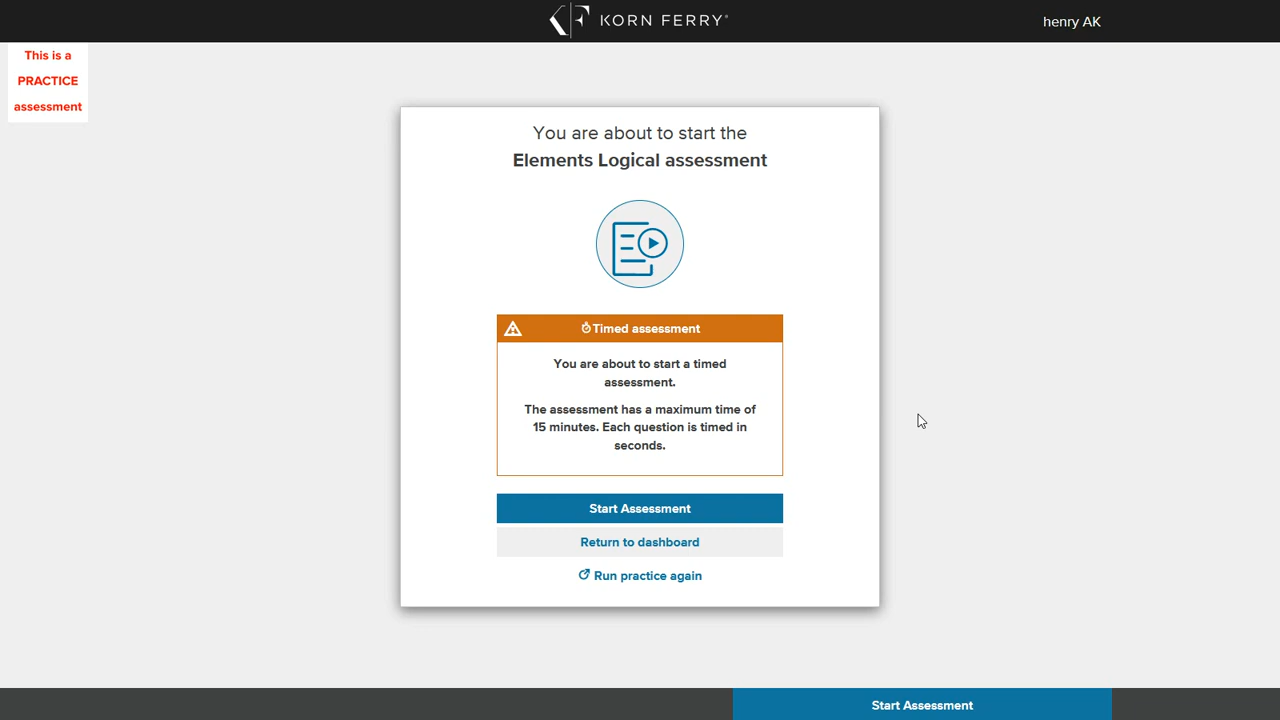 KORN FERRY®
henry AK
This is a
PRACTICE
assessment
You are about to start the
Elements Logical assessment
Timed assessment
You are about to start a timed
assessment.
The assessment has a maximum time of
15 minutes. Each question is timed in
seconds.
Start Assessment
Return to dashboard
Run practice again
Start Assessment